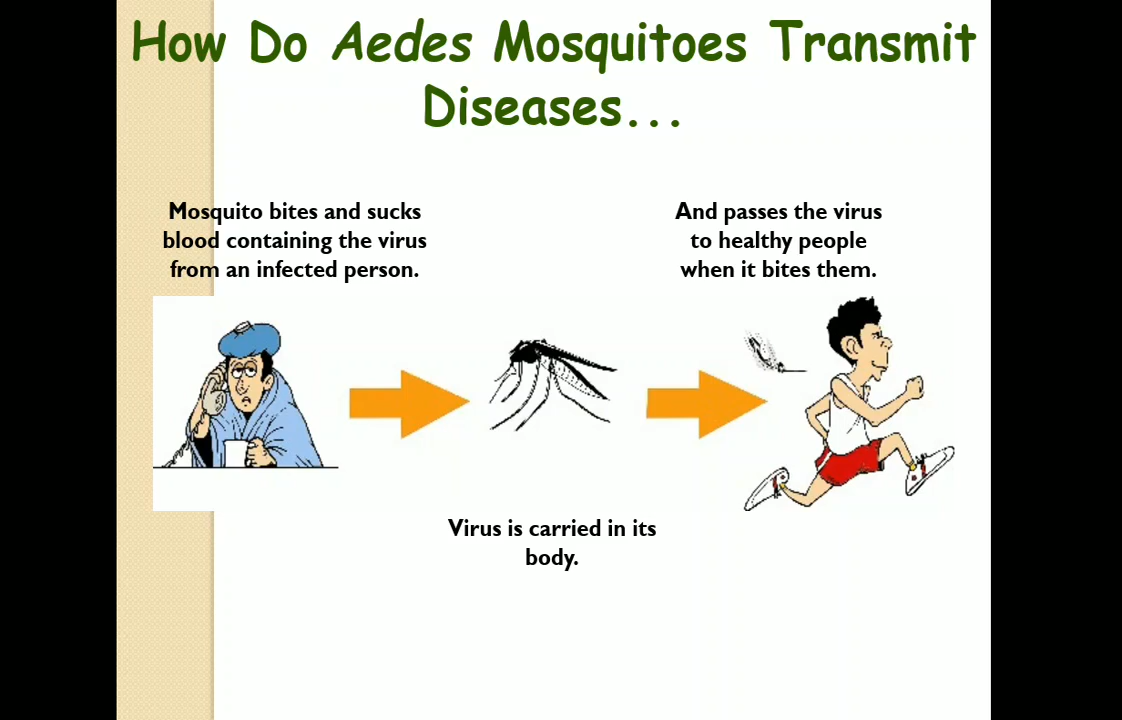 How Do Aedes Mosquitoes Transmit
Diseases...
Mosquito bites and sucks
blood containing the virus
from an infected person.
And passes the virus
to healthy people
when it bites them.
Virus is carried in its
body.